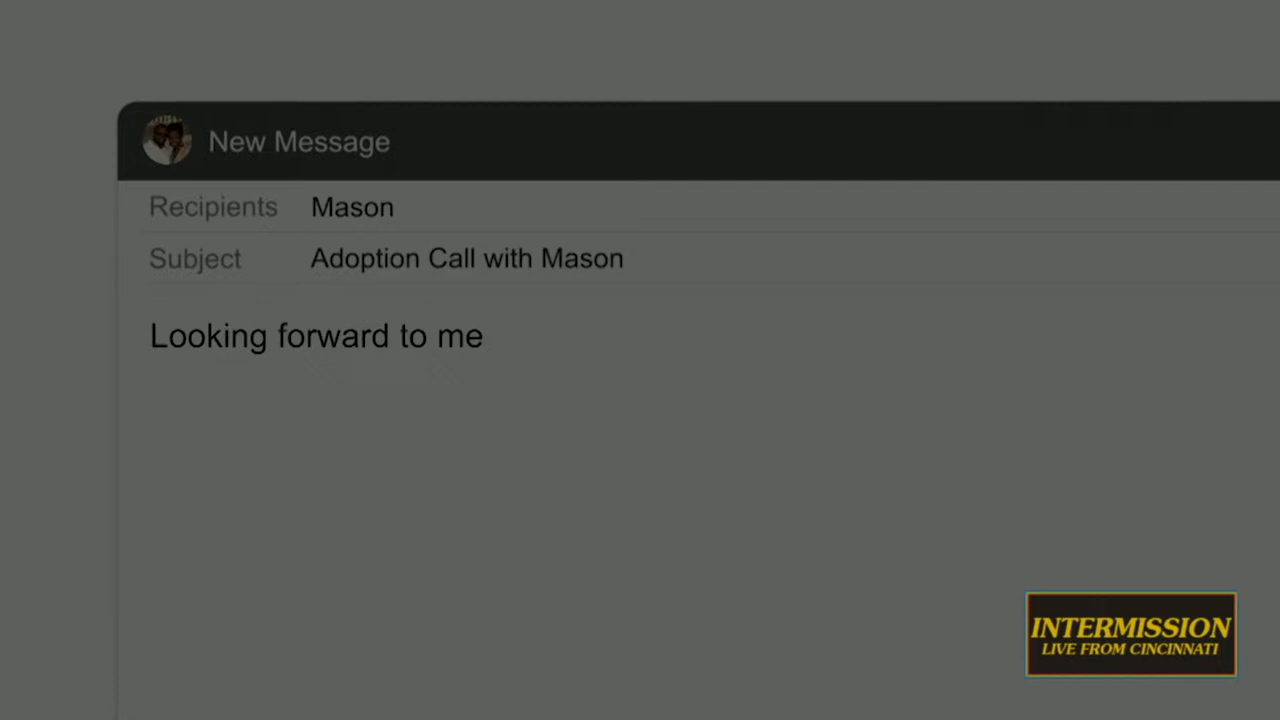 New Message
Recipients Mason
Subject Adoption Call with Mason
Looking forward to me
INTERMISSION
LIVE FROM CINCINNATI